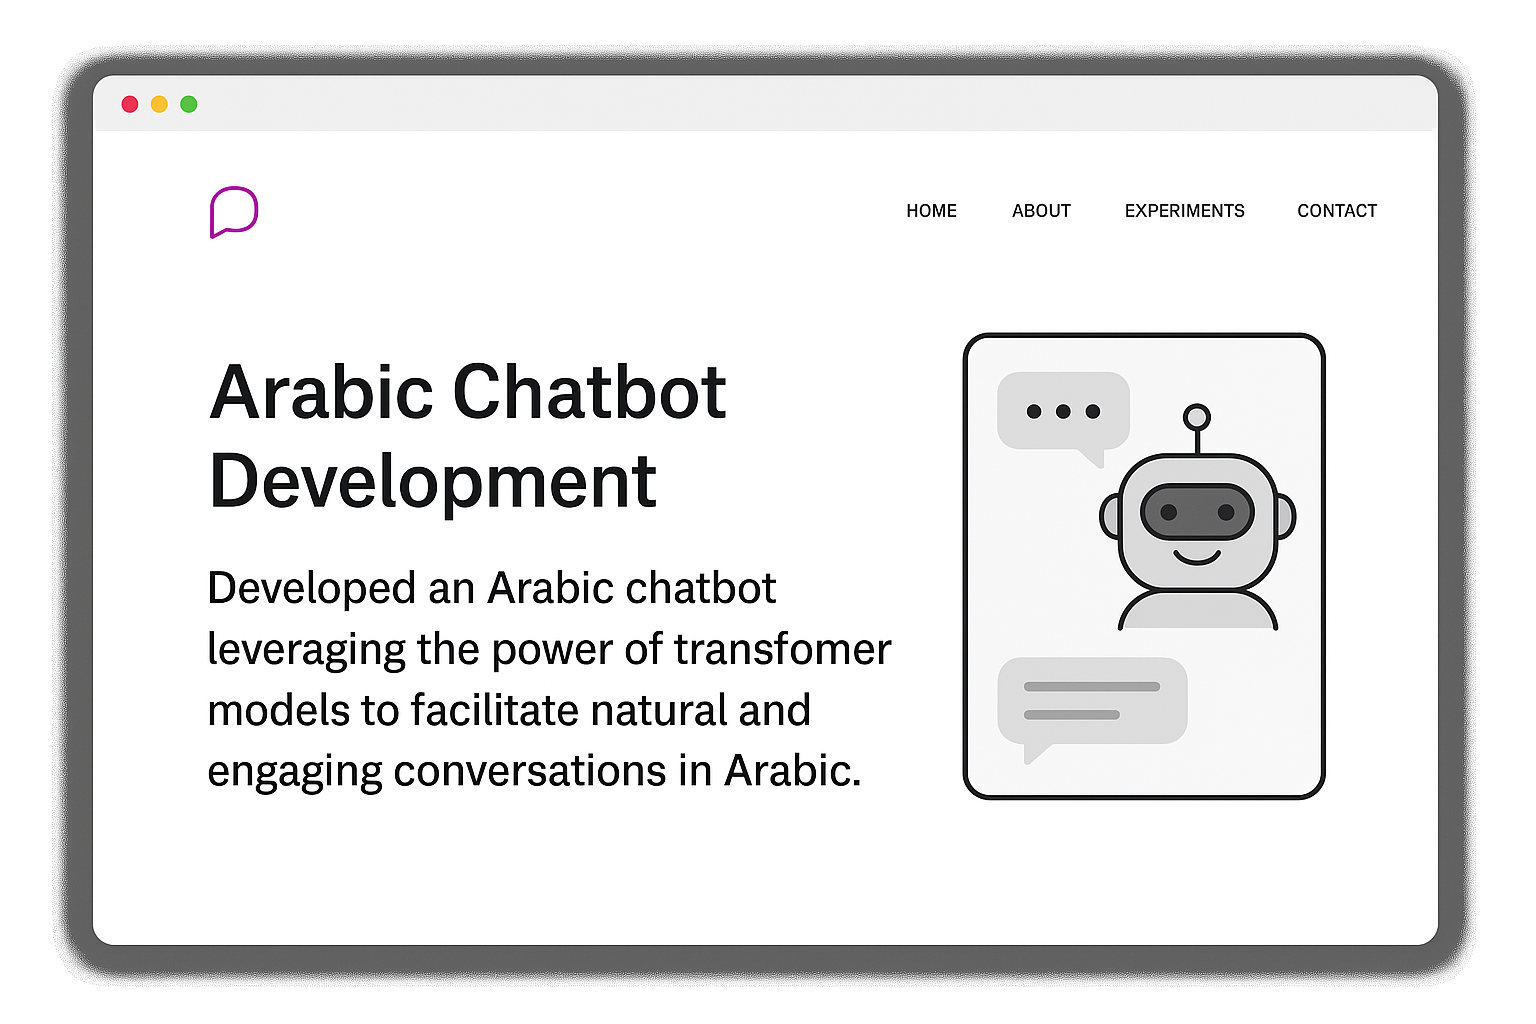 HOME ABOUT EXPERIMENTS CONTACT
Arabic Chatbot
Development
Developed an Arabic chatbot
leveraging the power of transfomer
models to facilitate natural and
engaging conversations in Arabic.